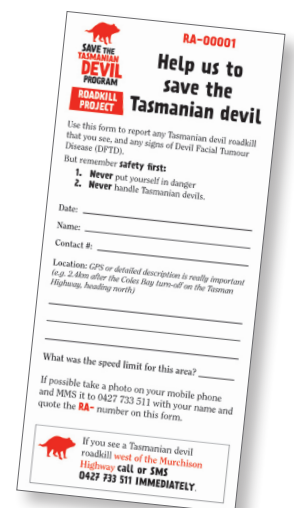 RA-00001
SAVE THE
TASMANIAN
DEVIL
PROGRAM
ROADKILL
PROJECT
Help us to
save the
Tasmanian devil
Use this form to report any Tasmanian devil roadkill
that you see, and any signs of Devil Facial Tumour
Disease (DFTD).
But remember safety first:
1. Never put yourself in danger
2. Never handle Tasmanian devils.
Date:
Name:
Contact #:
Location: GPS or detailed description is really important
(e.g. 2.4km after the Coles Bay turn-off on the Tasman
Highway, heading north)
What was the speed limit for this area?
If possible take a photo on your mobile phone
and MMS it to 0427 733 511 with your name and
quote the RA- number on this form.
If you see a Tasmanian devil
roadkill west of the Murchison
Highway call or SMS
0427 733 511 IMMEDIATELY.